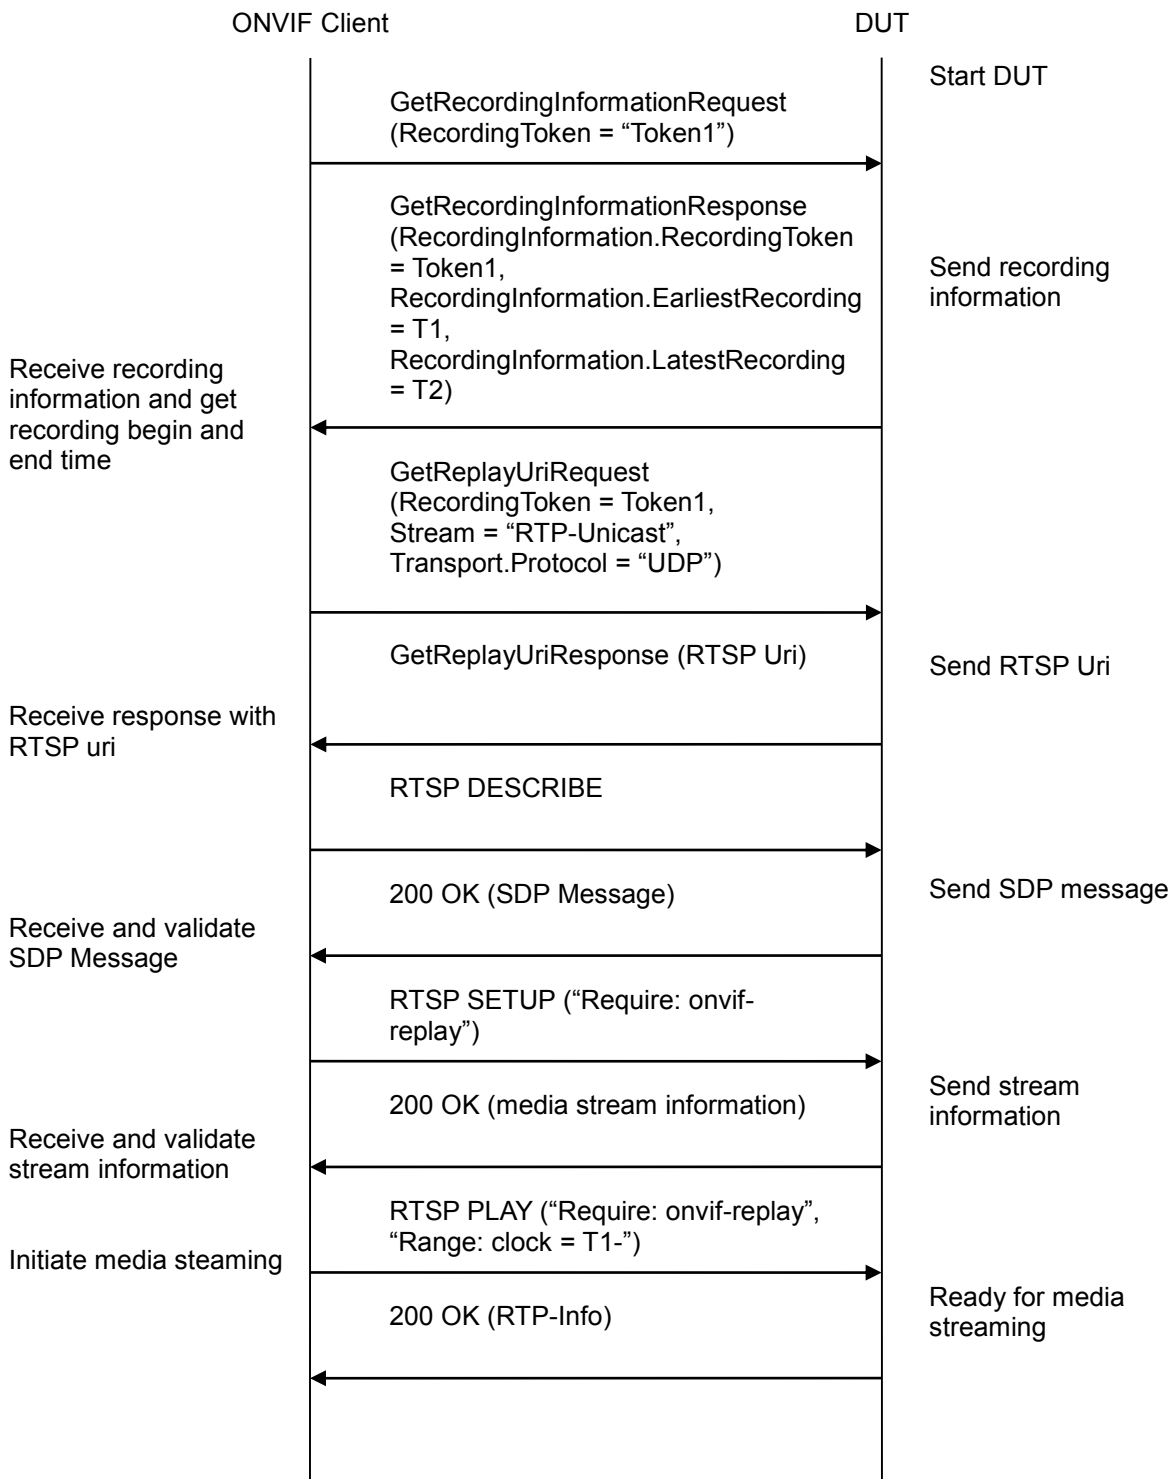 ONVIF Client
DUT
Start DUT
GetRecordingInformationRequest
(RecordingToken = “Token1”)
GetRecordingInformationResponse
(RecordingInformation.RecordingToken
= Token1,
RecordingInformation.EarliestRecording
= T1,
RecordingInformation.LatestRecording
= T2)
Send recording
information
Receive recording
information and get
recording begin and
end time
GetReplayUriRequest
(RecordingToken = Token1,
Stream = “RTP-Unicast”,
Transport.Protocol = “UDP”)
GetReplayUriResponse (RTSP Uri)
Send RTSP Uri
Receive response with
RTSP uri
RTSP DESCRIBE
200 OK (SDP Message)
Send SDP message
Receive and validate
SDP Message
RTSP SETUP (“Require: onvif-
replay”)
200 OK (media stream information)
Send stream
information
Receive and validate
stream information
RTSP PLAY (“Require: onvif-replay”,
“Range: clock = T1-”)
Initiate media steaming
200 OK (RTP-Info)
Ready for media
streaming